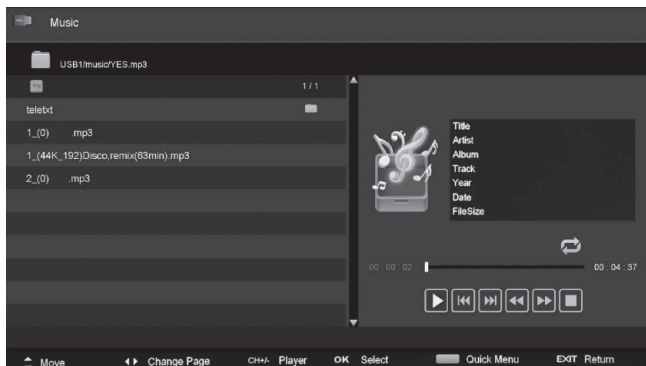 Music
USB1/music/YES.mp3
1 / 1
teletxt
1_(0) .mp3
1_(44K_192)Disco,remix(63min).mp3
2_(0) .mp3
Title
Artist
Album
Track
Year
Date
FileSize
00 : 00 : 02 00 : 04 : 37
Move Change Page CH+/- Player OK Select Quick Menu EXIT Return